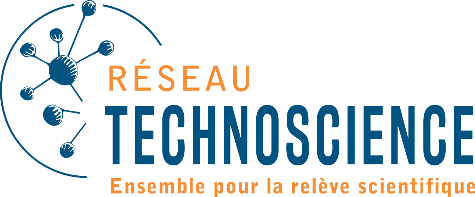 RÉSEAU
TECHNOSCIENCE
Ensemble pour la relève scientifique